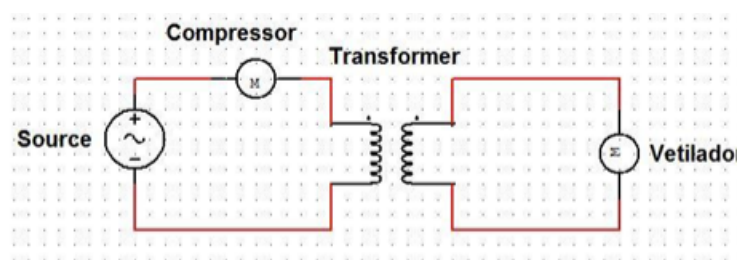 Compressor
Transformer
M
+
Source
−
M
Vetilador